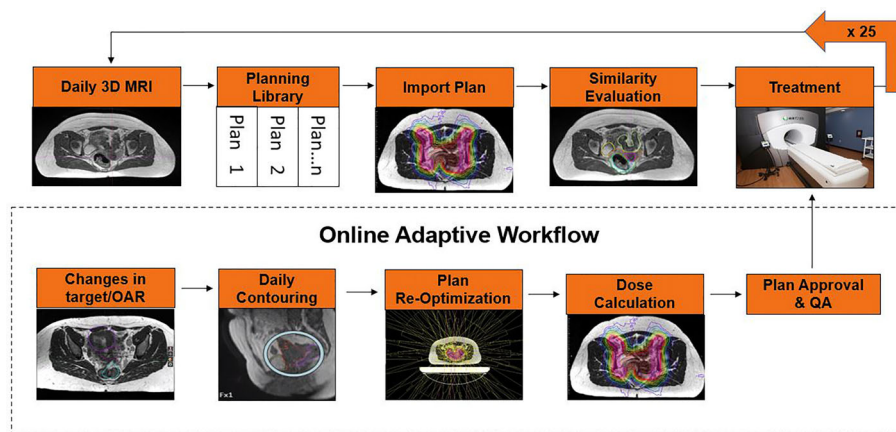 x 25
Daily 3D MRI
Planning
Library
Import Plan
Similarity
Evaluation
Treatment
Plan 1
Plan 2
Plan....n
Online Adaptive Workflow
Changes in
target/OAR
Daily
Contouring
Plan
Re-Optimization
Dose
Calculation
Plan Approval
& QA
Fx1